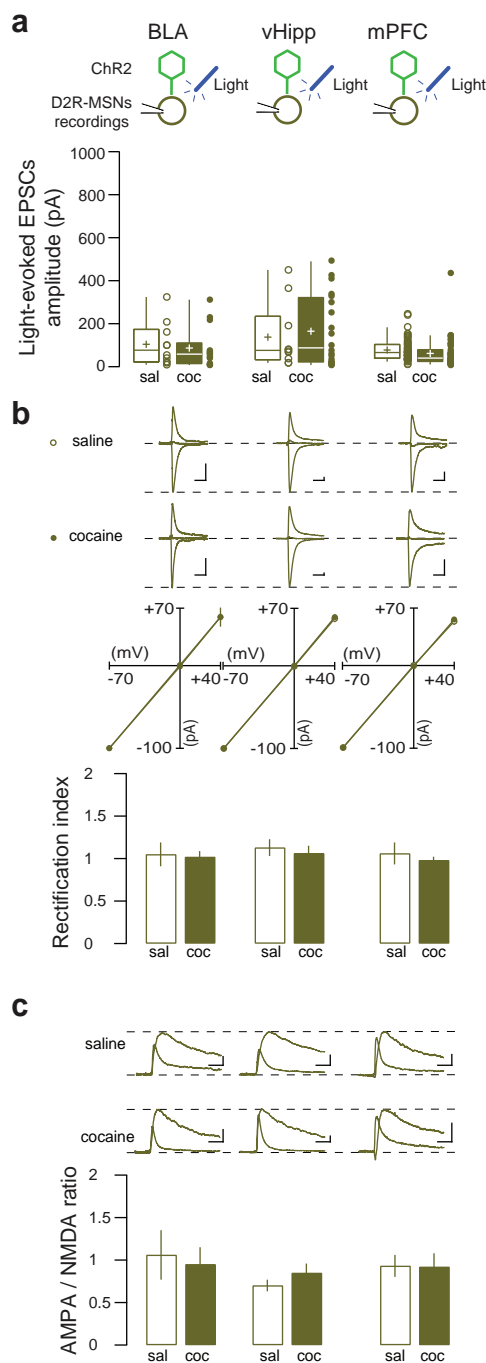 a
BLA vHipp mPFC
ChR2
Light Light Light
D2R-MSNs
recordings
Light-evoked EPSCs
amplitude (pA)
1000
800
600
400
200
0
sal coc sal coc sal coc
b
saline
cocaine
+70 +70 +70
(mV) (mV) (mV)
-70 +40 -70 +40 -70 +40
-100 -100 -100
(pA) (pA) (pA)
Rectification index
2
1.5
1
0.5
0
sal coc sal coc sal coc
c
saline
cocaine
AMPA / NMDA ratio
2
1.5
1
0.5
0
sal coc sal coc sal coc